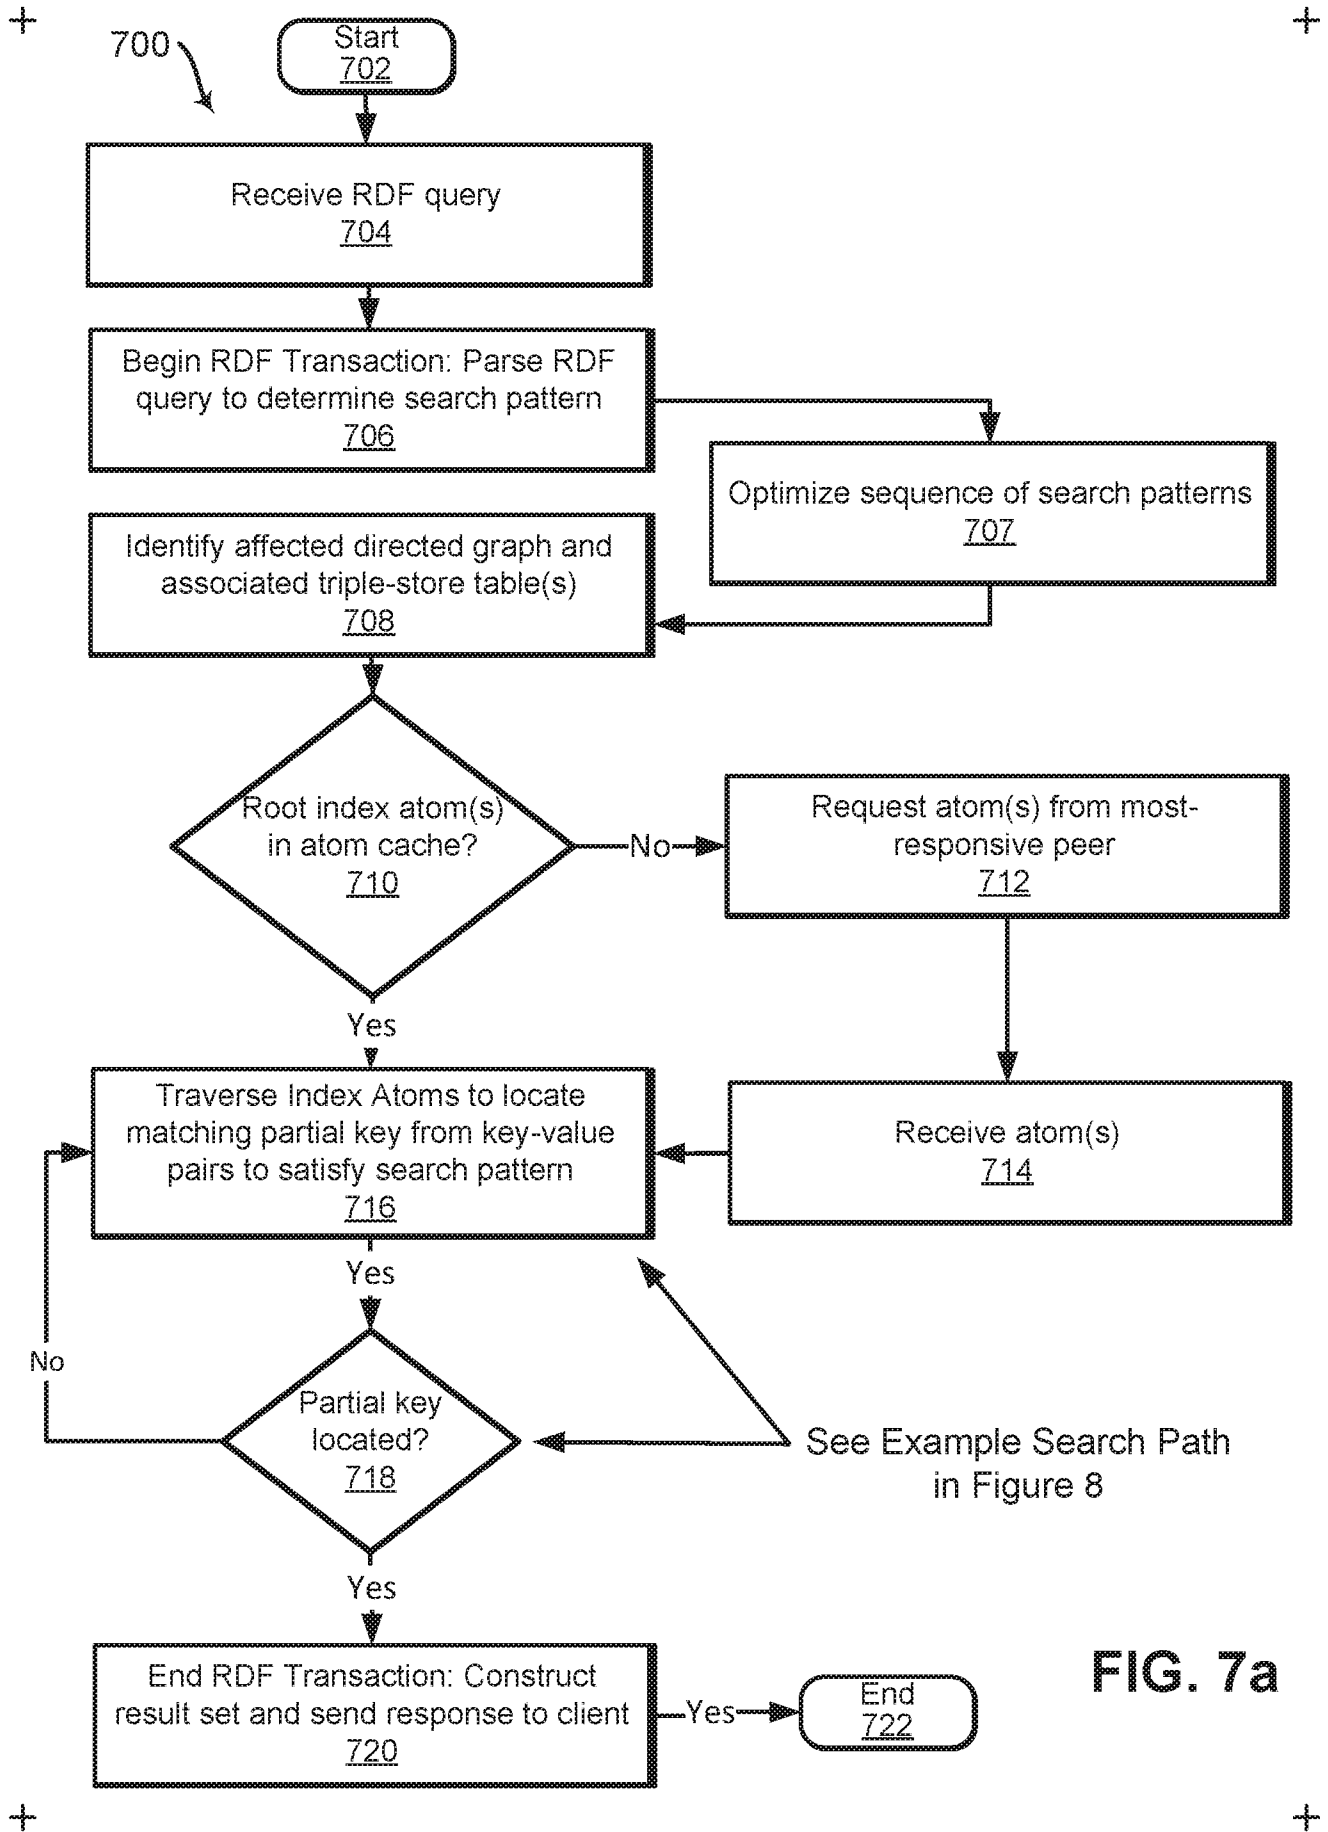 700
Start
702
Receive RDF query
704
Begin RDF Transaction: Parse RDF
query to determine search pattern
706
Optimize sequence of search patterns
707
Identify affected directed graph and
associated triple-store table(s)
708
Root index atom(s)
in atom cache?
710
No
Request atom(s) from most-
responsive peer
712
Yes
Traverse Index Atoms to locate
matching partial key from key-value
pairs to satisfy search pattern
716
Receive atom(s)
714
Yes
No
Partial key
located?
718
See Example Search Path
in Figure 8
Yes
End RDF Transaction: Construct
result set and send response to client
720
Yes
End
722
FIG. 7a